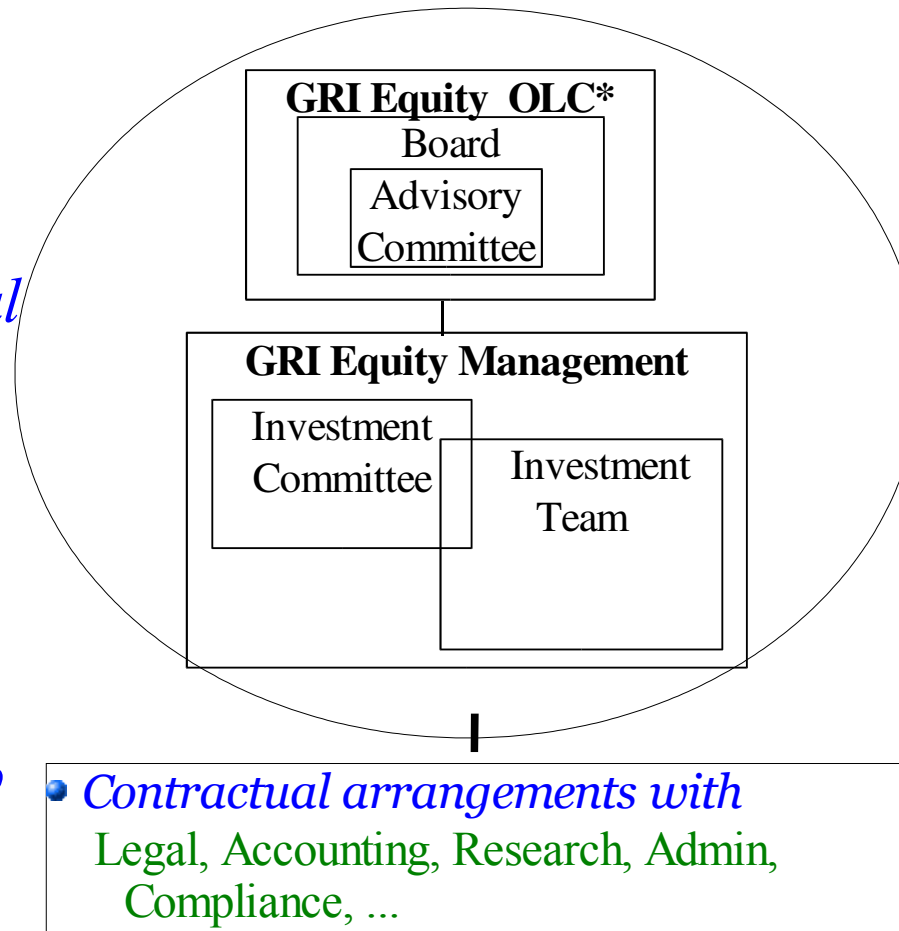 GRI Equity OLC*
Board
Advisory
Committee
GRI Equity Management
Investment
Committee
Investment
Team
Contractual arrangements with
Legal, Accounting, Research, Admin,
Compliance, ...